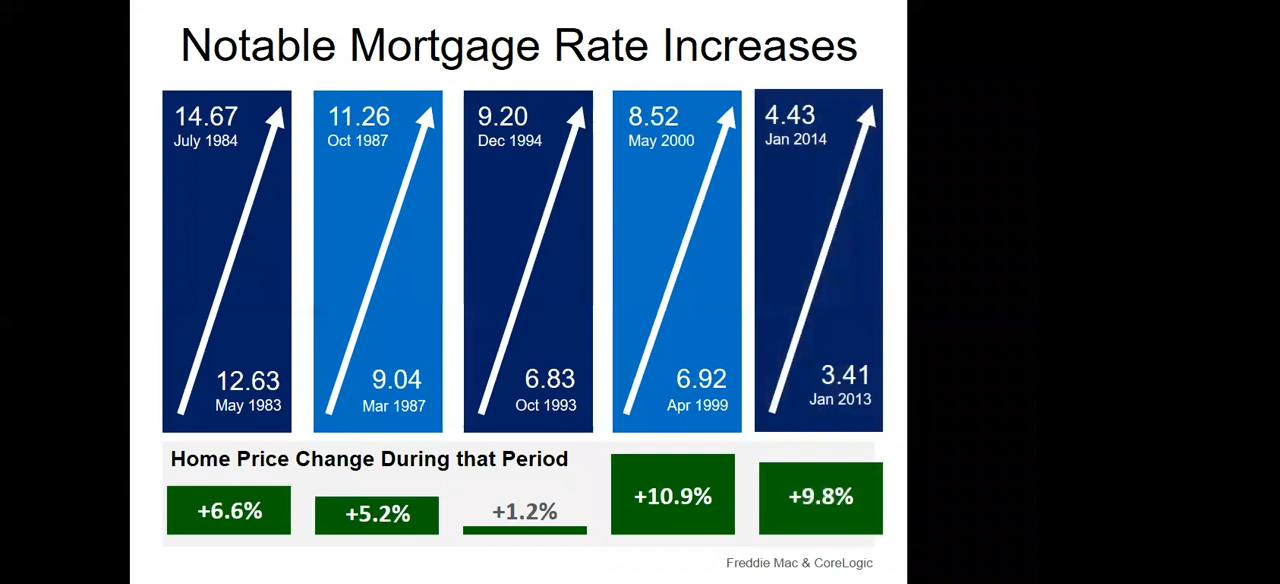 Notable Mortgage Rate Increases
14.67
July 1984
12.63
May 1983
11.26
Oct 1987
9.04
Mar 1987
9.20
Dec 1994
6.83
Oct 1993
8.52
May 2000
6.92
Apr 1999
4.43
Jan 2014
3.41
Jan 2013
Home Price Change During that Period
+6.6%
+5.2%
+1.2%
+10.9%
+9.8%
Freddie Mac & CoreLogic